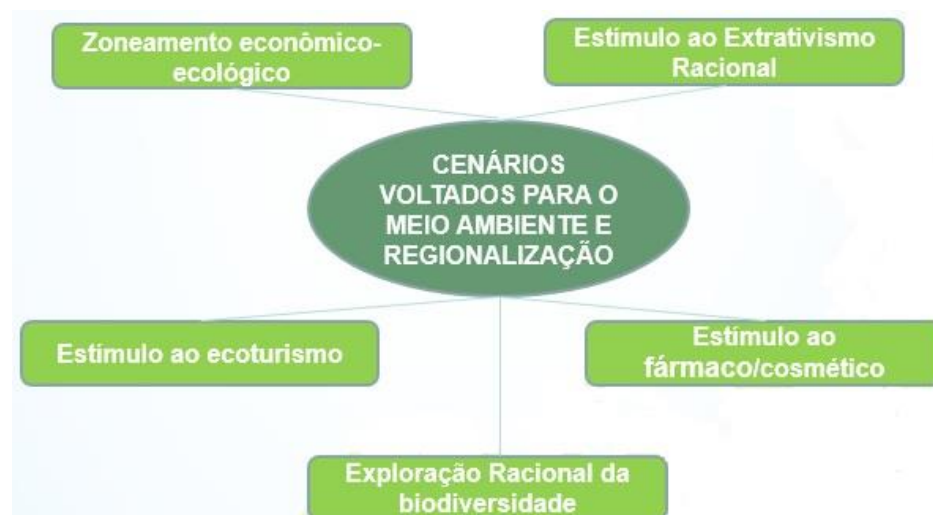 Zoneamento econômico-
ecológico
Estímulo ao Extrativismo
Racional
CENÁRIOS
VOLTADOS PARA O
MEIO AMBIENTE E
REGIONALIZAÇÃO
Estímulo ao ecoturismo
Estímulo ao
fármaco/cosmético
Exploração Racional da
biodiversidade